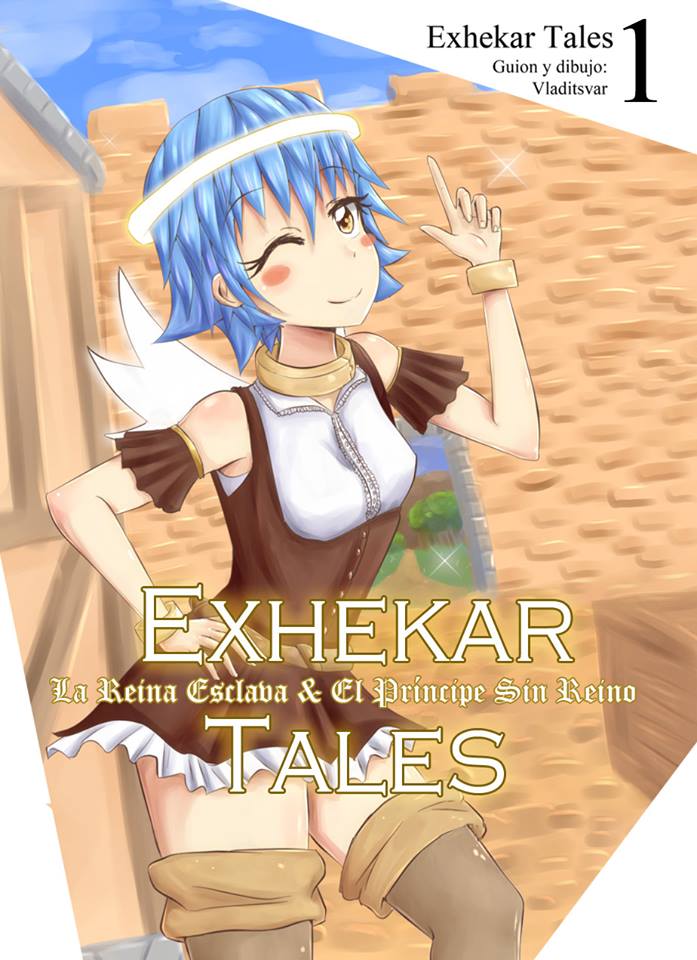 Exhekar Tales 1
Guion y dibujo:
Vladitsvar
EXHEKAR
La Reina Esclava & El Príncipe Sin Reino
TALES